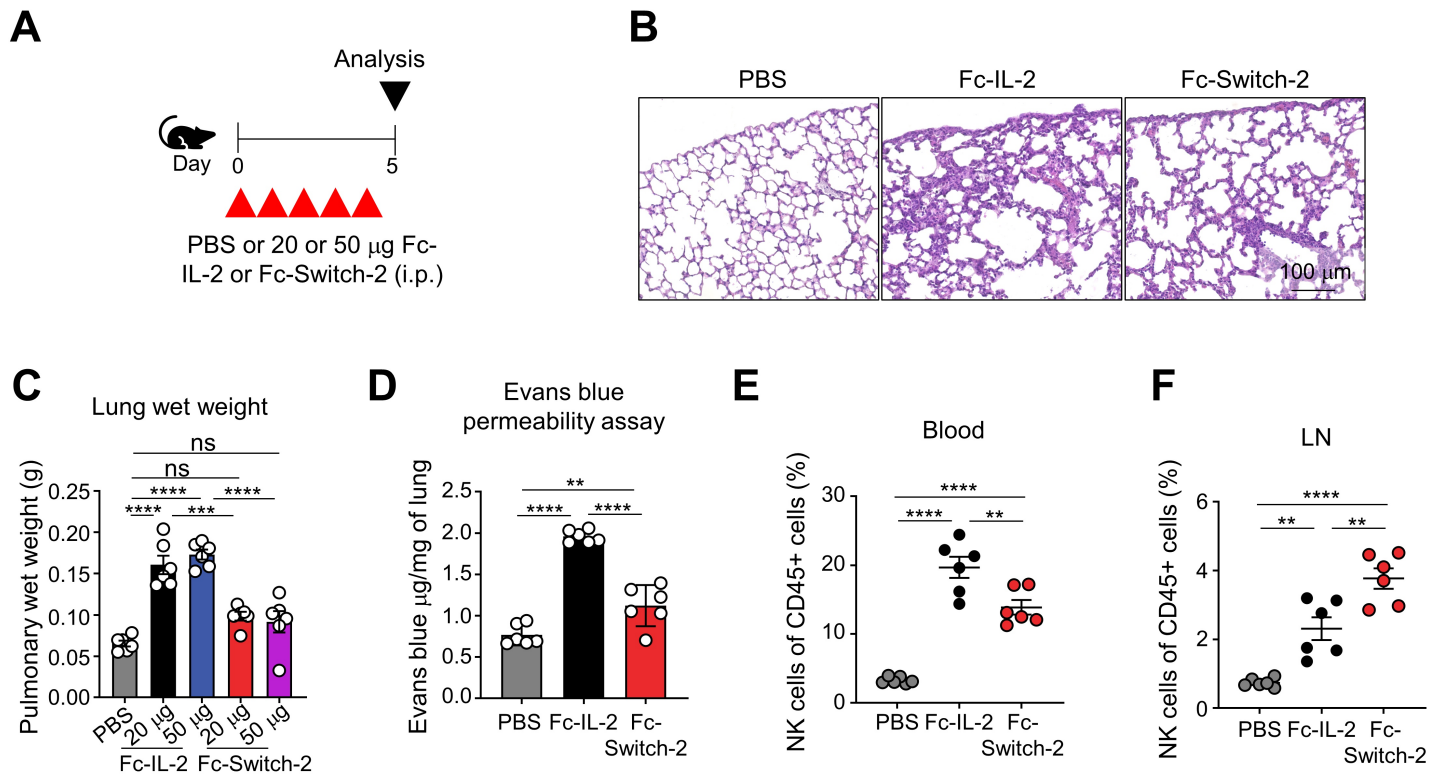 A
Analysis
Day
0
5
PBS or 20 or 50 μg Fc-
IL-2 or Fc-Switch-2 (i.p.)
B
PBS
Fc-IL-2
Fc-Switch-2
100 μm
C
Lung wet weight
ns
ns
**** ****
**** ***
Pulmonary wet weight (g)
0.25
0.20
0.15
0.10
0.05
0.00
PBS
20 μg
50 μg
20 μg
50 μg
Fc-IL-2 Fc-Switch-2
D
Evans blue
permeability assay
**
**** ****
Evans blue μg/mg of lung
2.5
2.0
1.5
1.0
0.5
0.0
PBS Fc-IL-2 Fc-
Switch-2
E
Blood
****
**** **
NK cells of CD45+ cells (%)
30
20
10
0
PBS Fc-IL-2 Fc-
Switch-2
F
LN
****
** **
NK cells of CD45+ cells (%)
6
4
2
0
PBS Fc-IL-2 Fc-
Switch-2